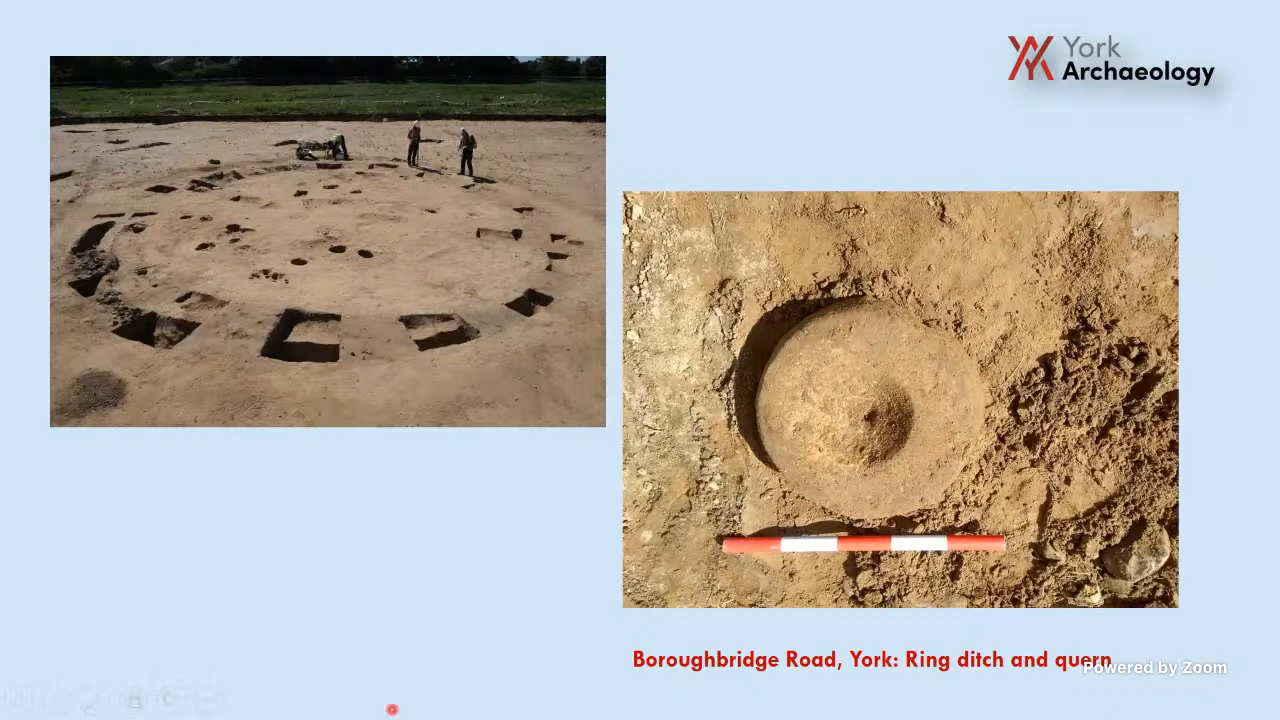 York
Archaeology
Boroughbridge Road, York: Ring ditch and quern
Powered by Zoom